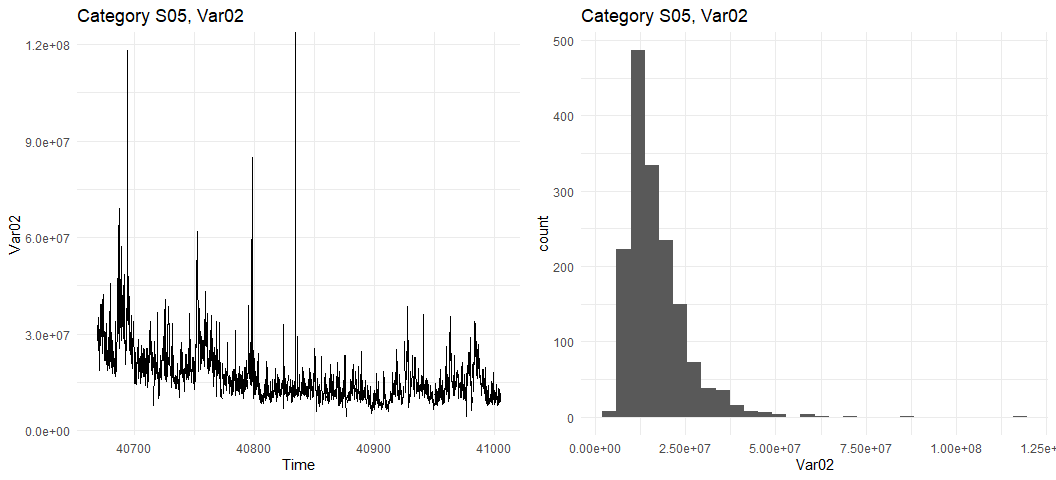 Category S05, Var02
1.2e+08
9.0e+07
6.0e+07
3.0e+07
0.0e+00
Var02
40700 40800 40900 41000
Time
Category S05, Var02
500
400
300
200
100
0
count
0.00e+00 2.50e+07 5.00e+07 7.50e+07 1.00e+08 1.25e+
Var02